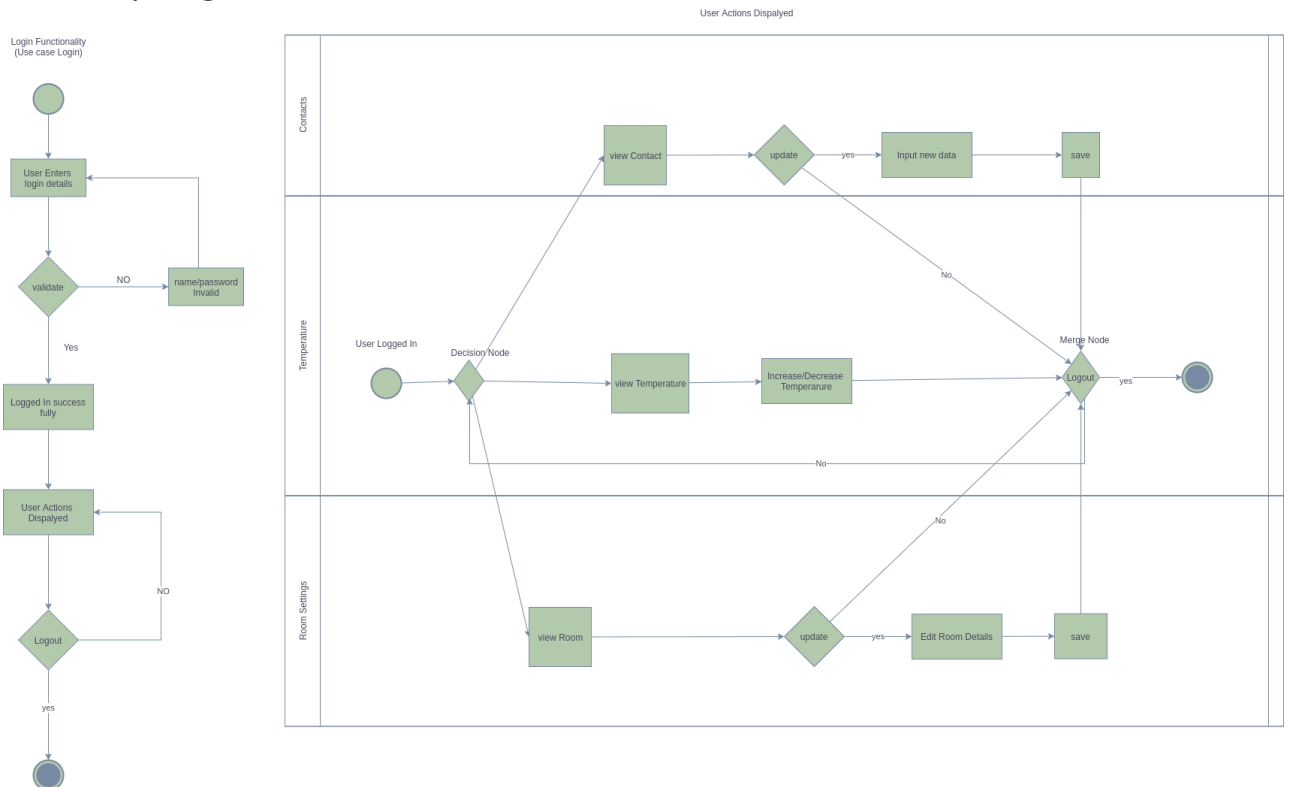 User Actions Dispalyed
Login Functionality
(Use case Login)
User Enters
login details
validate
NO
name/password
Invalid
Yes
Logged In success
fully
User Actions
Dispalyed
NO
Logout
yes
Contacts
view Contact
update
yes
Input new data
save
No
Temperature
User Logged In
Decision Node
view Temperature
Increase/Decrease
Temperarure
Merge Node
Logout
yes
No
No
Room Settings
view Room
update
yes
Edit Room Details
save